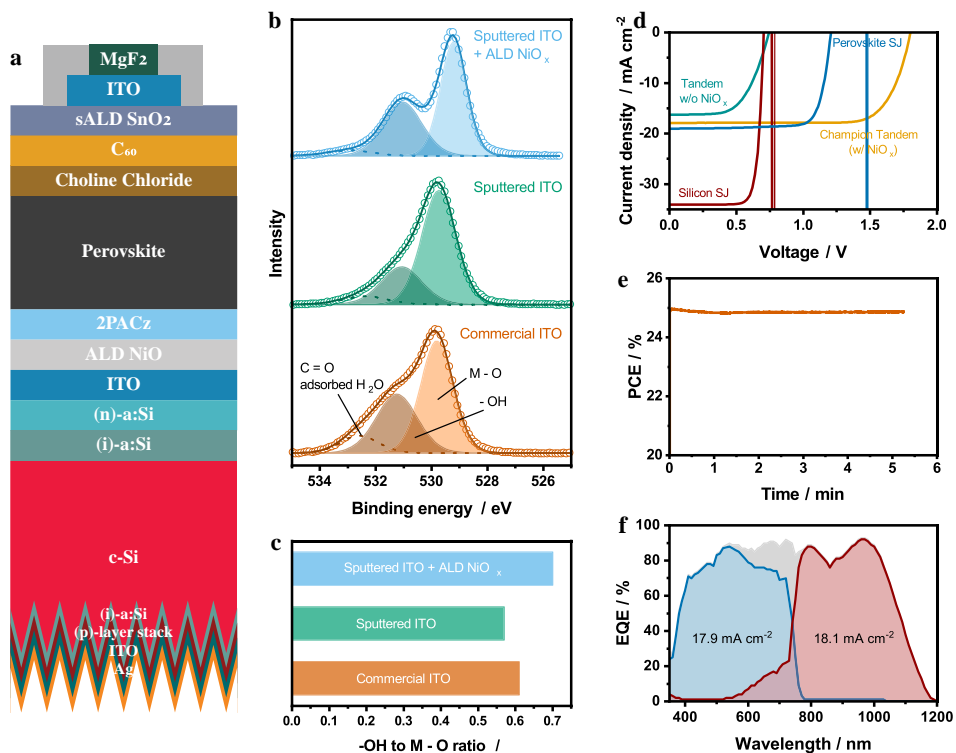 a
MgF2
ITO
sALD SnO2
C60
Choline Chloride
Perovskite
2PACz
ALD NiO
ITO
(n)-a:Si
(i)-a:Si
c-Si
(i)-a:Si
(p)-layer stack
ITO
Ag
b
Sputtered ITO
+ ALD NiOx
Sputtered ITO
Commercial ITO
C = O
adsorbed H2O
M - O
- OH
Intensity
534 532 530 528 526
Binding energy / eV
c
Sputtered ITO + ALD NiOx
Sputtered ITO
Commercial ITO
0.0 0.1 0.2 0.3 0.4 0.5 0.6 0.7
-OH to M - O ratio /
d
0
-10
-20
-30
Current density / mA cm-2
Perovskite SJ
Tandem
w/o NiOx
Champion Tandem
(w/ NiOx)
Silicon SJ
0.0 0.5 1.0 1.5 2.0
Voltage / V
e
26
24
22
20
PCE / %
0 1 2 3 4 5 6
Time / min
f
100
80
60
40
20
0
EQE / %
17.9 mA cm-2
18.1 mA cm-2
400 600 800 1000 1200
Wavelength / nm